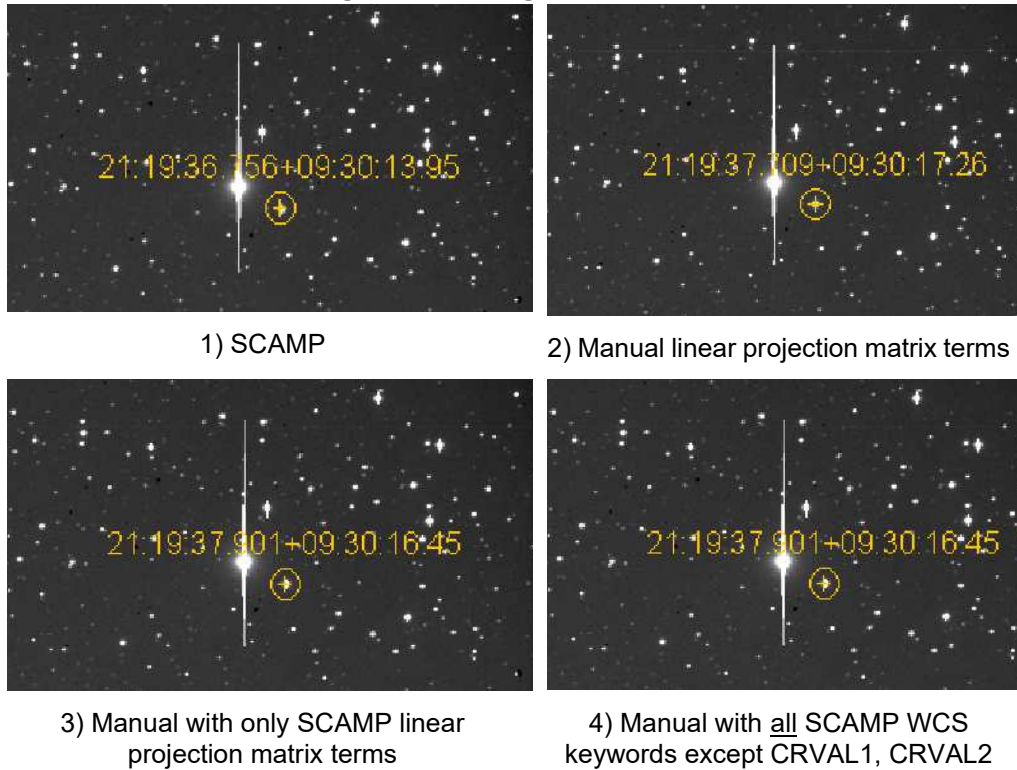 21:19:36.756+09:30:13.95
21:19:37.709+09:30:17.26
1) SCAMP
2) Manual linear projection matrix terms
21:19:37.901+09:30:16.45
21:19:37.901+09:30:16.45
3) Manual with only SCAMP linear
projection matrix terms
4) Manual with all SCAMP WCS
keywords except CRVAL1, CRVAL2